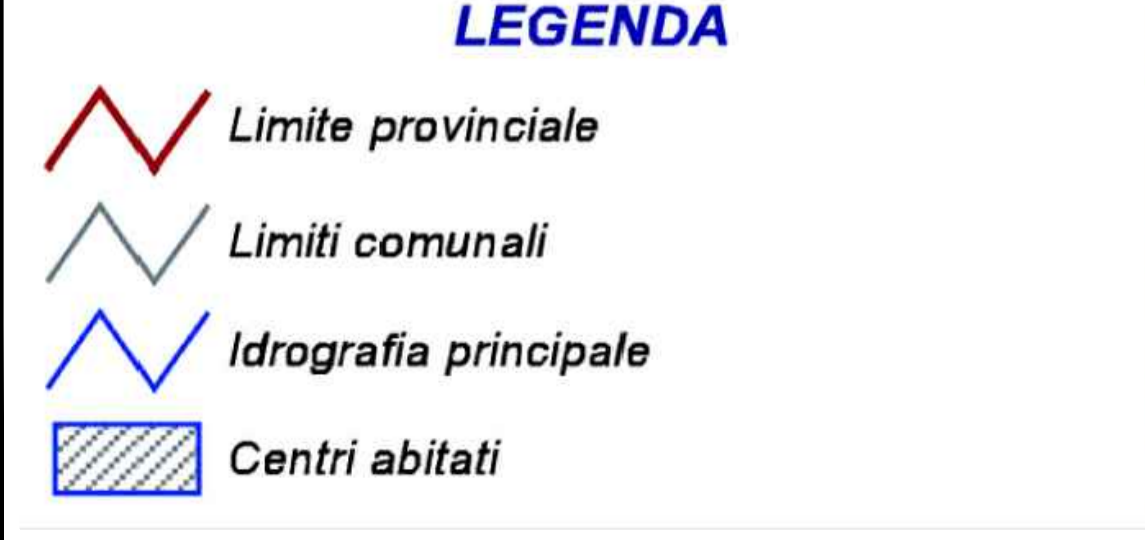 LEGENDA
Limite provinciale
Limiti comunali
Idrografia principale
Centri abitati